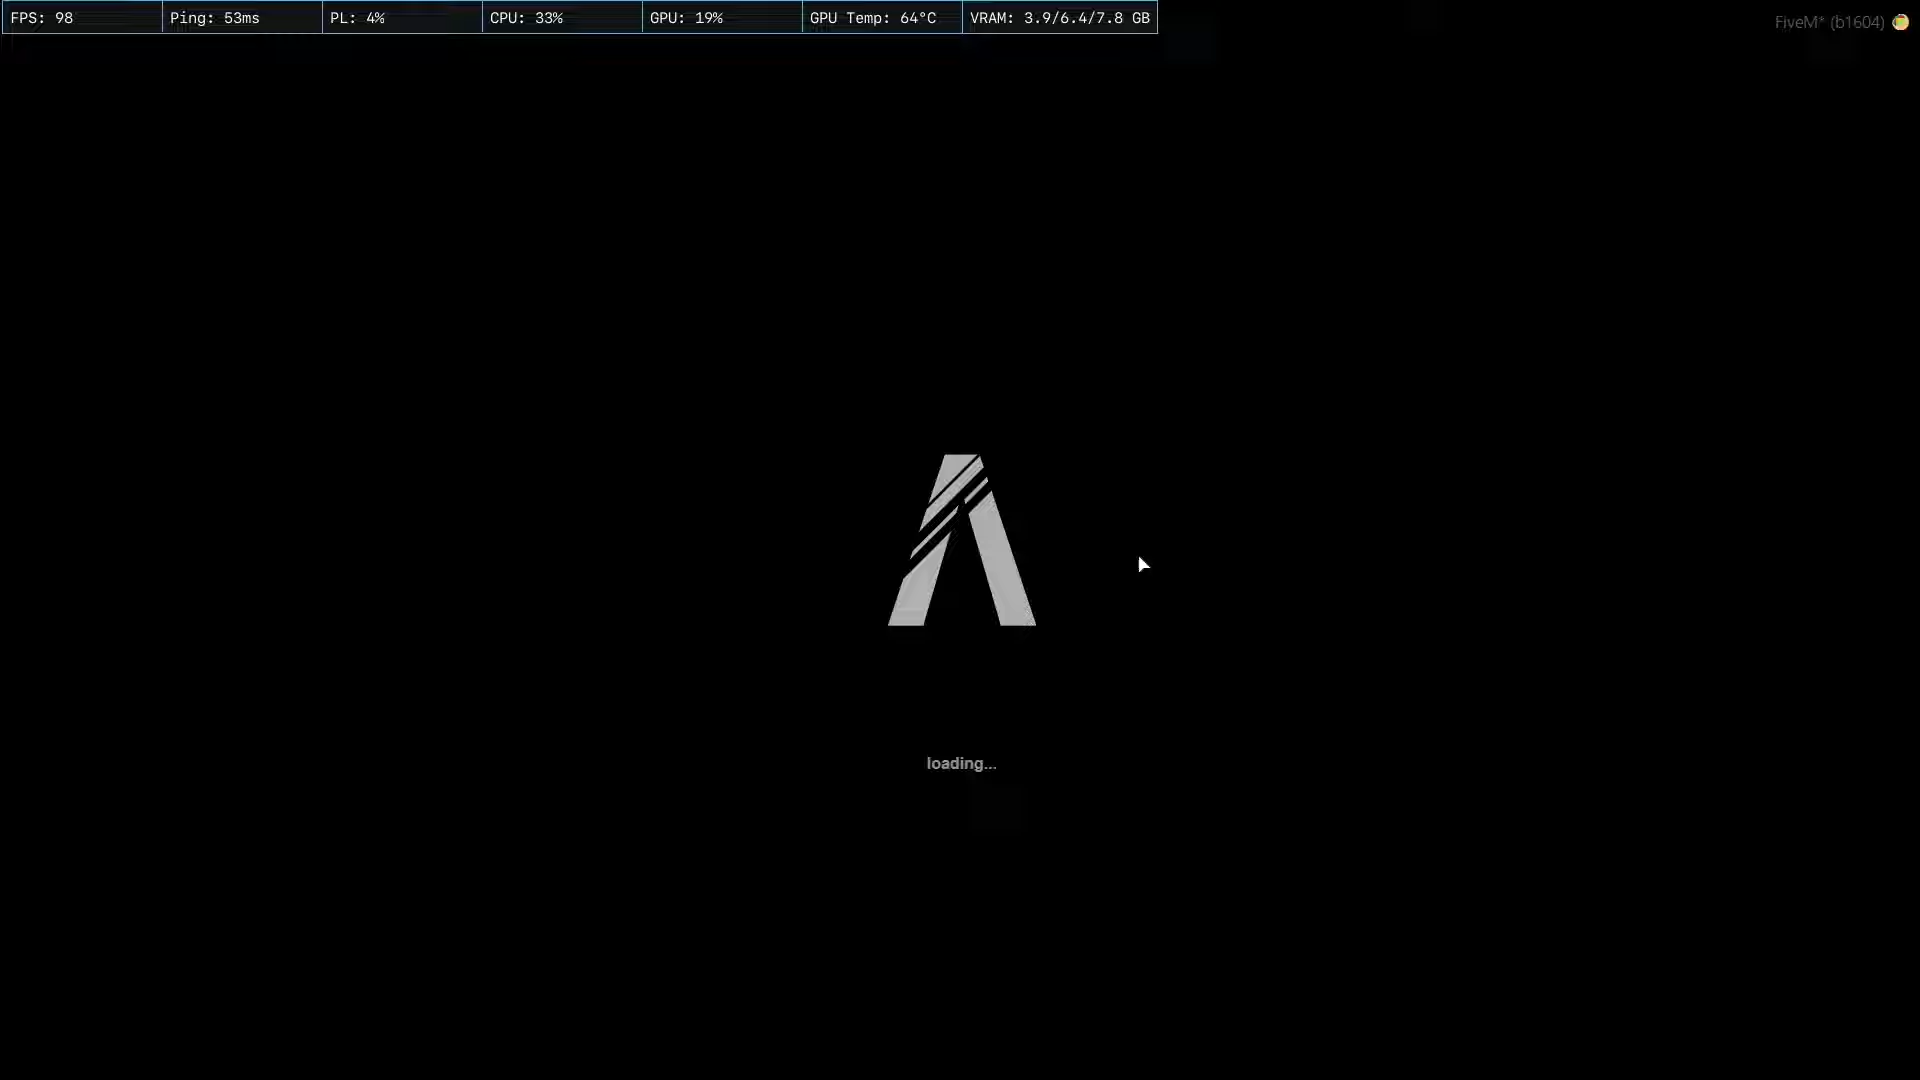 FPS: 98 Ping: 53ms PL: 4% CPU: 33% GPU: 19% GPU Temp: 64°C VRAM: 3.9/6.4/7.8 GB
FiveM* (b1604)
loading...